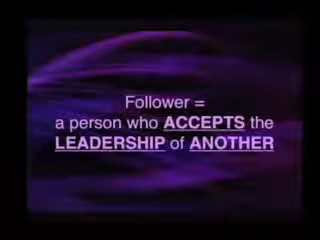 Follower =
a person who ACCEPTS the
LEADERSHIP of ANOTHER